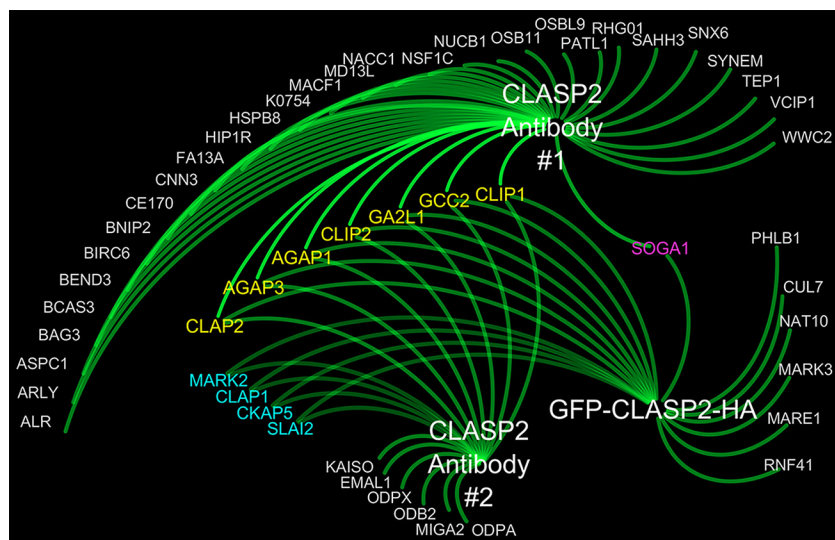 OSBL9
RHG01
OSB11
PATL1
SAHH3
SNX6
NUCB1
NSF1C
NACC1
MD13L
MACF1
K0754
HSPB8
HIP1R
FA13A
CNN3
CE170
BNIP2
BIRC6
BEND3
BCAS3
BAG3
ASPC1
ARLY
ALR
SYNEM
TEP1
VCIP1
WWC2
CLASP2
Antibody
#1
CLIP1
GCC2
GA2L1
CLIP2
AGAP1
AGAP3
CLAP2
SOGA1
PHLB1
CUL7
NAT10
MARK3
MARE1
RNF41
GFP-CLASP2-HA
MARK2
CLAP1
CKAP5
SLAI2
CLASP2
Antibody
#2
KAISO
EMAL1
ODPX
ODB2
MIGA2
ODPA